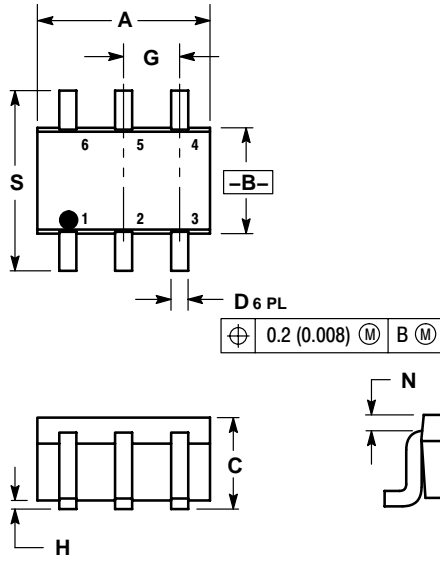 A
G
6 5 4
S
–B–
1 2 3
D 6 PL
⌖ 0.2 (0.008) Ⓜ B Ⓜ
N
C
H